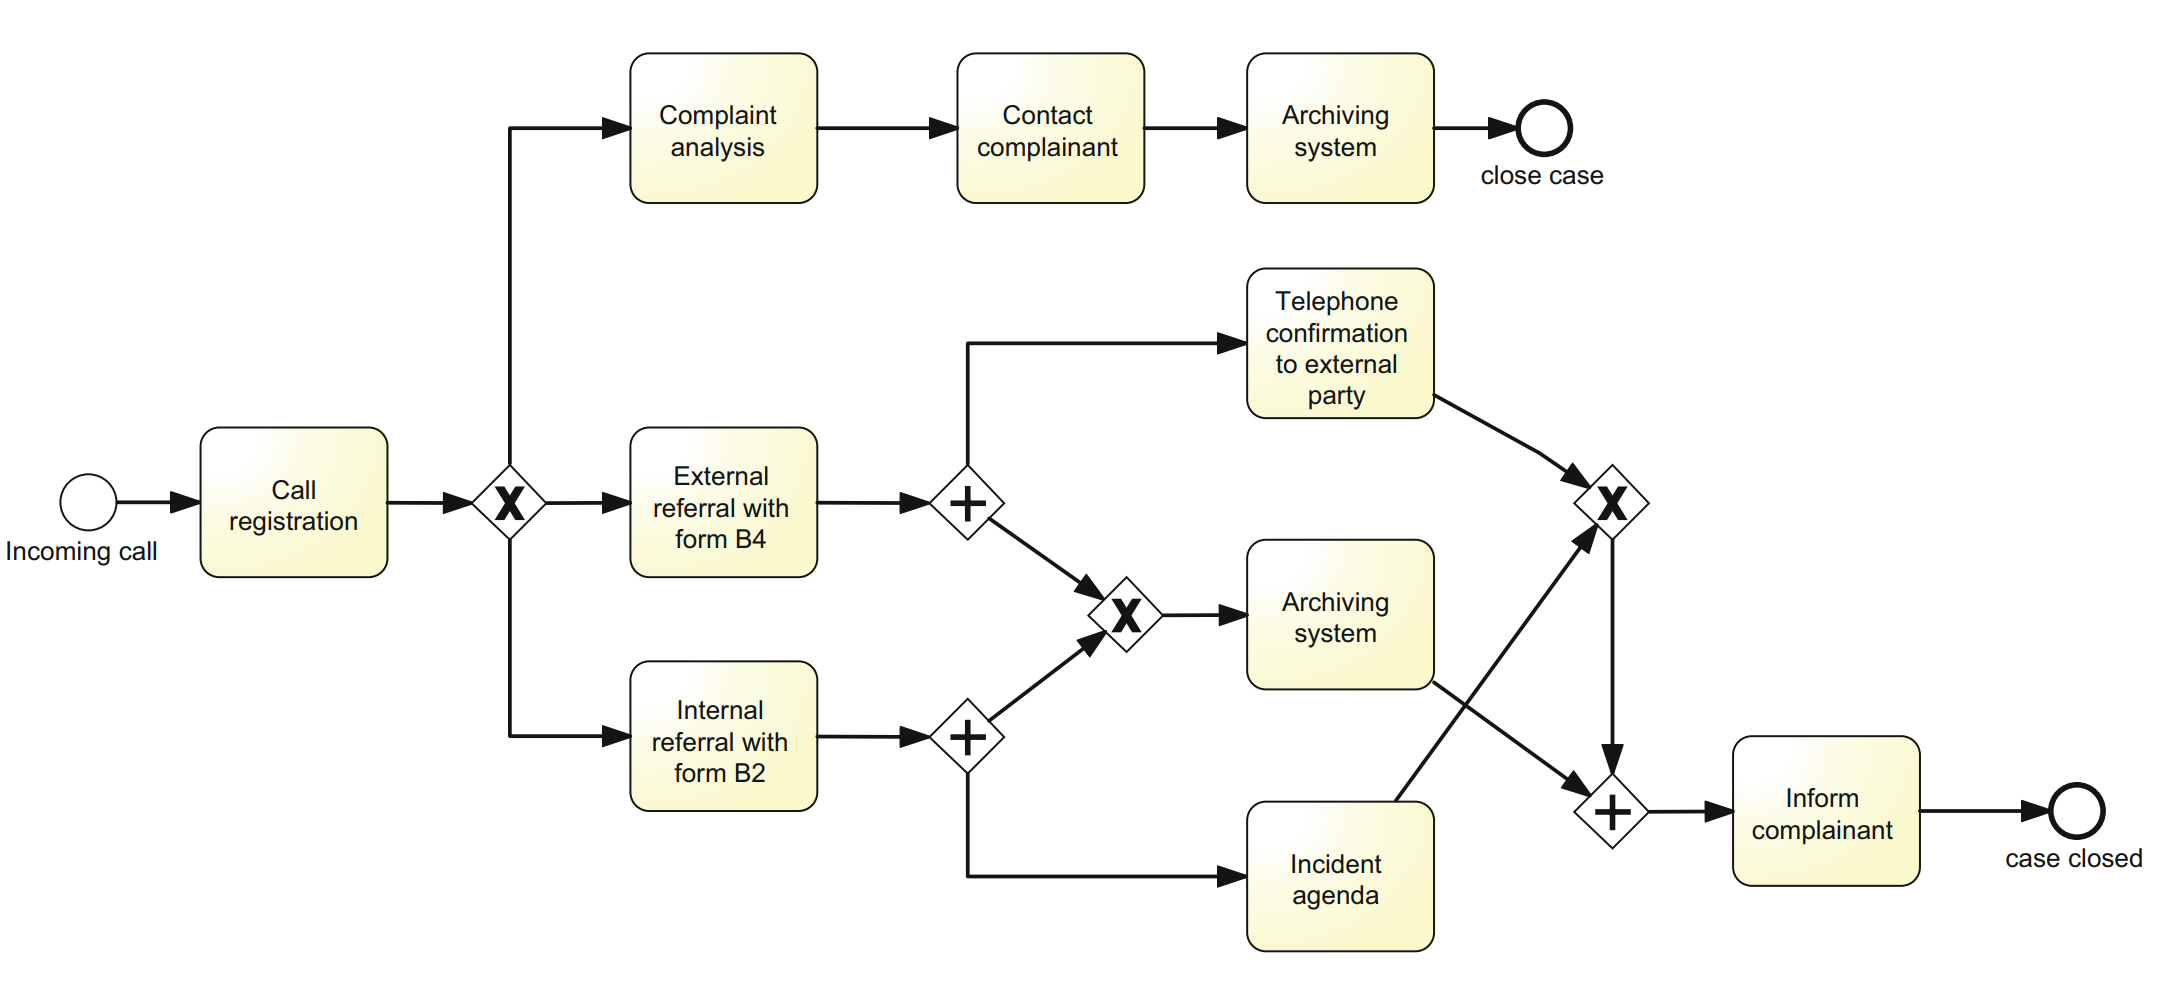 Complaint
analysis
Contact
complainant
Archiving
system
close case
Telephone
confirmation
to external
party
Incoming call
Call
registration
X
External
referral with
form B4
+
X
X
Archiving
system
Internal
referral with
form B2
+
Incident
agenda
+
Inform
complainant
case closed